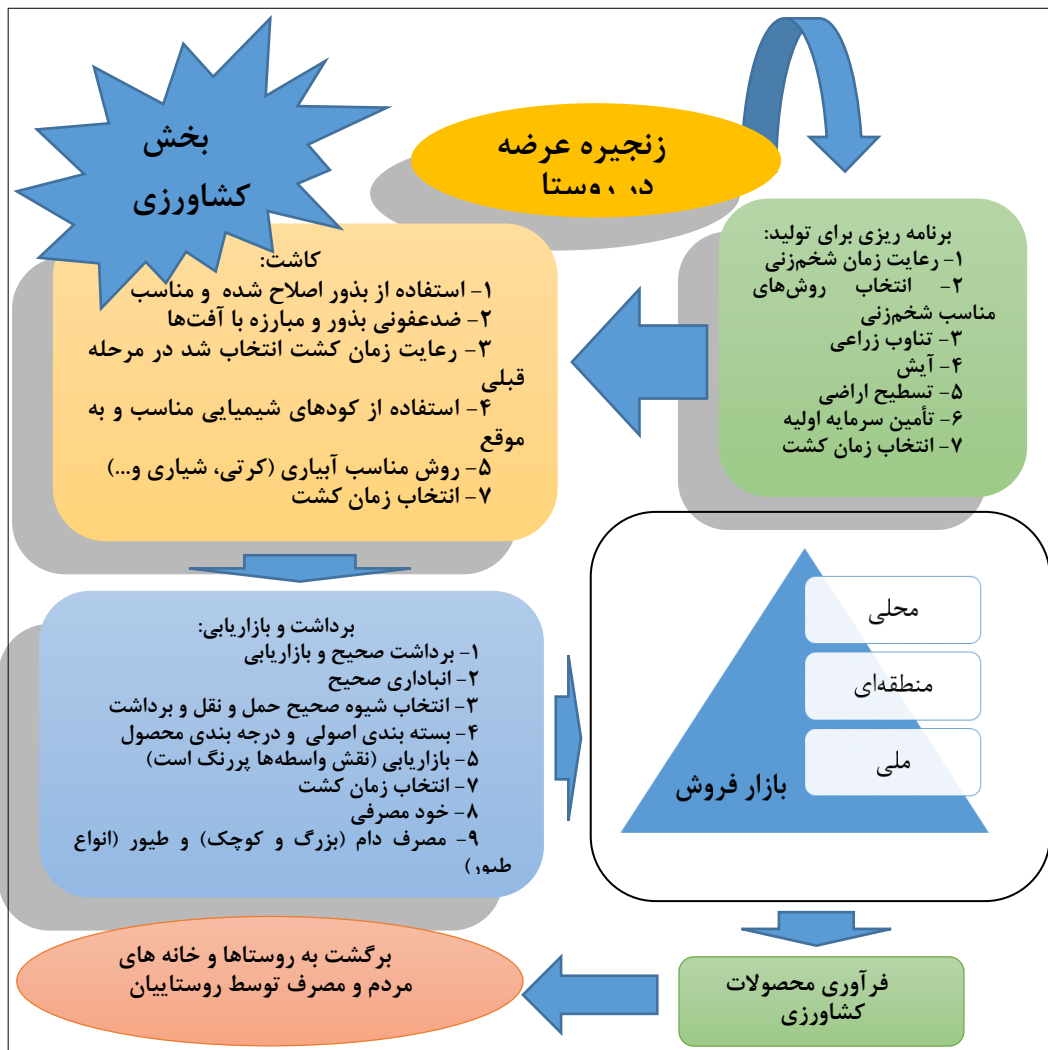 بخش
کشاورزی
زنجیره عرضه
در روستا
برنامه ریزی برای تولید:
۱- رعایت زمان شخم‌زنی
۲- انتخاب روش‌های
مناسب شخم‌زنی
۳- تناوب زراعی
۴- آیش
۵- تسطیح اراضی
۶- تأمین سرمایه اولیه
۷- انتخاب زمان کشت
کاشت:
۱- استفاده از بذور اصلاح شده و مناسب
۲- ضدعفونی بذور و مبارزه با آفت‌ها
۳- رعایت زمان کشت انتخاب شد در مرحله
قبلی
۴- استفاده از کودهای شیمیایی مناسب و به
موقع
۵- روش مناسب آبیاری (کرتی، شیاری و...)
۷- انتخاب زمان کشت
برداشت و بازاریابی:
۱- برداشت صحیح و بازاریابی
۲- انباداری صحیح
۳- انتخاب شیوه صحیح حمل و نقل و برداشت
۴- بسته بندی اصولی و درجه بندی محصول
۵- بازاریابی (نقش واسطه‌ها پررنگ است)
۷- انتخاب زمان کشت
۸- خود مصرفی
۹- مصرف دام (بزرگ و کوچک) و طیور (انواع
طیور)
محلی
منطقه‌ای
ملی
بازار فروش
فرآوری محصولات
کشاورزی
برگشت به روستاها و خانه های
مردم و مصرف توسط روستاییان